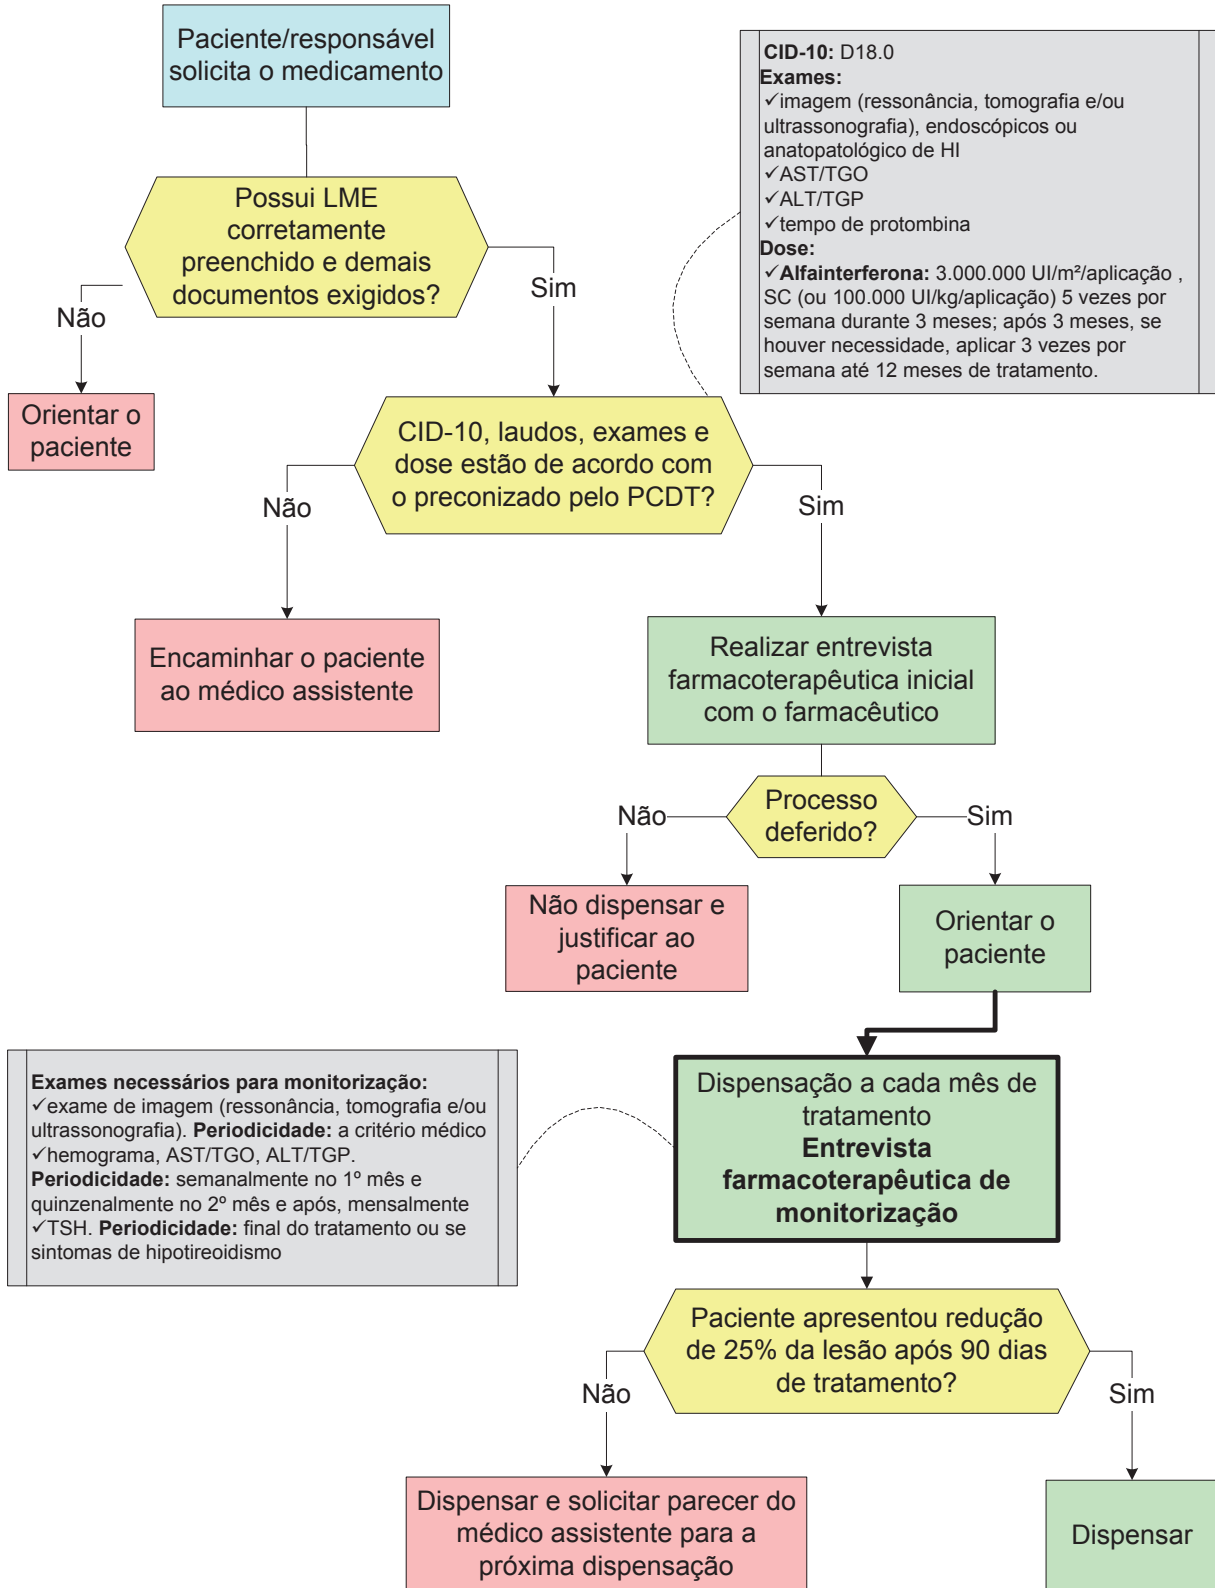 Paciente/responsável
solicita o medicamento
CID-10: D18.0
Exames:
✓imagem (ressonância, tomografia e/ou
ultrassonografia), endoscópicos ou
anatopatológico de HI
✓AST/TGO
✓ALT/TGP
✓tempo de protombina
Dose:
✓Alfainterferona: 3.000.000 UI/m²/aplicação ,
SC (ou 100.000 UI/kg/aplicação) 5 vezes por
semana durante 3 meses; após 3 meses, se
houver necessidade, aplicar 3 vezes por
semana até 12 meses de tratamento.
Possui LME
corretamente
preenchido e demais
documentos exigidos?
Não
Sim
Orientar o
paciente
CID-10, laudos, exames e
dose estão de acordo com
o preconizado pelo PCDT?
Não
Sim
Encaminhar o paciente
ao médico assistente
Realizar entrevista
farmacoterapêutica inicial
com o farmacêutico
Processo
deferido?
Não
Sim
Não dispensar e
justificar ao
paciente
Orientar o
paciente
Exames necessários para monitorização:
✓exame de imagem (ressonância, tomografia e/ou
ultrassonografia). Periodicidade: a critério médico
✓hemograma, AST/TGO, ALT/TGP.
Periodicidade: semanalmente no 1º mês e
quinzenalmente no 2º mês e após, mensalmente
✓TSH. Periodicidade: final do tratamento ou se
sintomas de hipotireoidismo
Dispensação a cada mês de
tratamento
Entrevista
farmacoterapêutica de
monitorização
Paciente apresentou redução
de 25% da lesão após 90 dias
de tratamento?
Não
Sim
Dispensar e solicitar parecer do
médico assistente para a
próxima dispensação
Dispensar